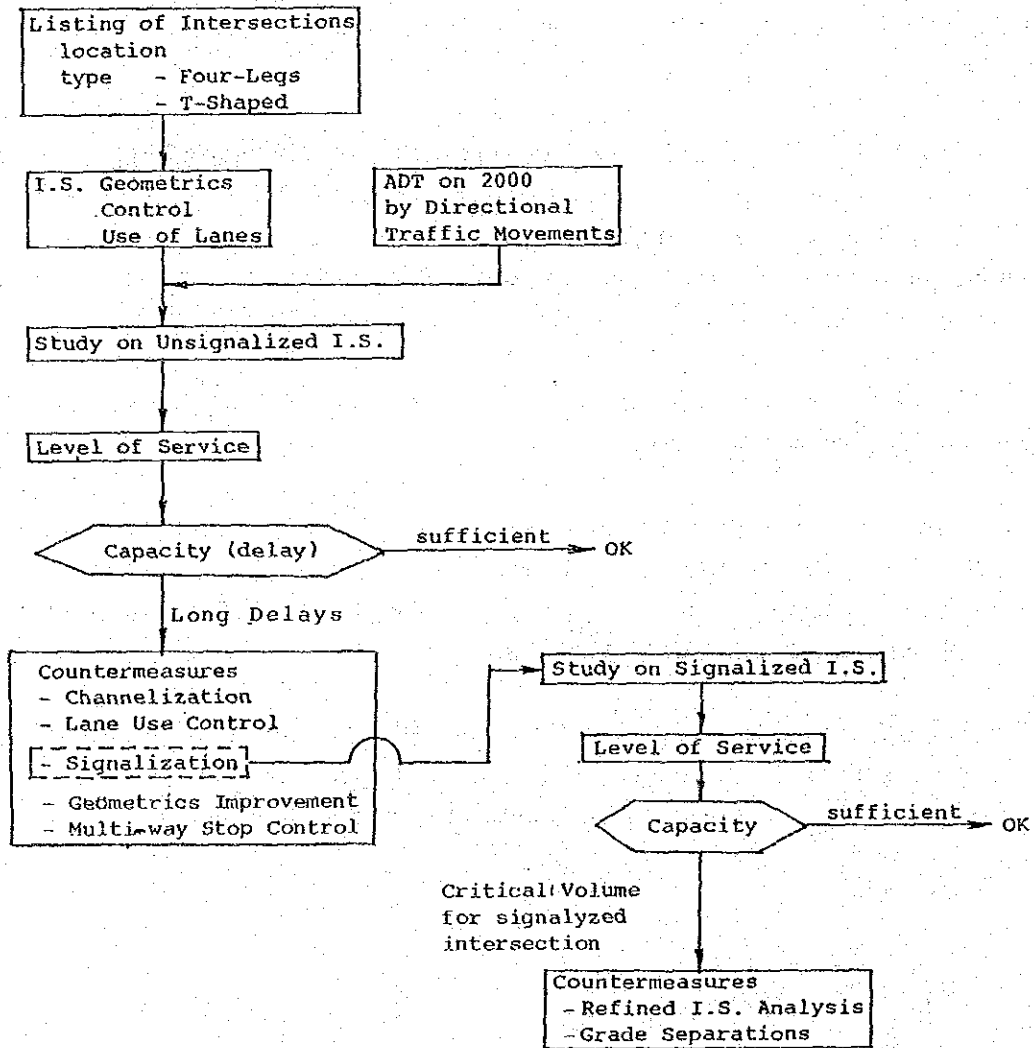 Listing of Intersections
location
type - Four-Legs
- T-Shaped
I.S. Geometrics
Control
Use of Lanes
ADT on 2000
by Directional
Traffic Movements
Study on Unsignalized I.S.
Level of Service
Capacity (delay)
sufficient
OK
Long Delays
Countermeasures
- Channelization
- Lane Use Control
- Signalization
- Geometrics Improvement
- Multi-way Stop Control
Study on Signalized I.S.
Level of Service
Capacity
sufficient
OK
Critical Volume
for signalyzed
intersection
Countermeasures
- Refined I.S. Analysis
- Grade Separations